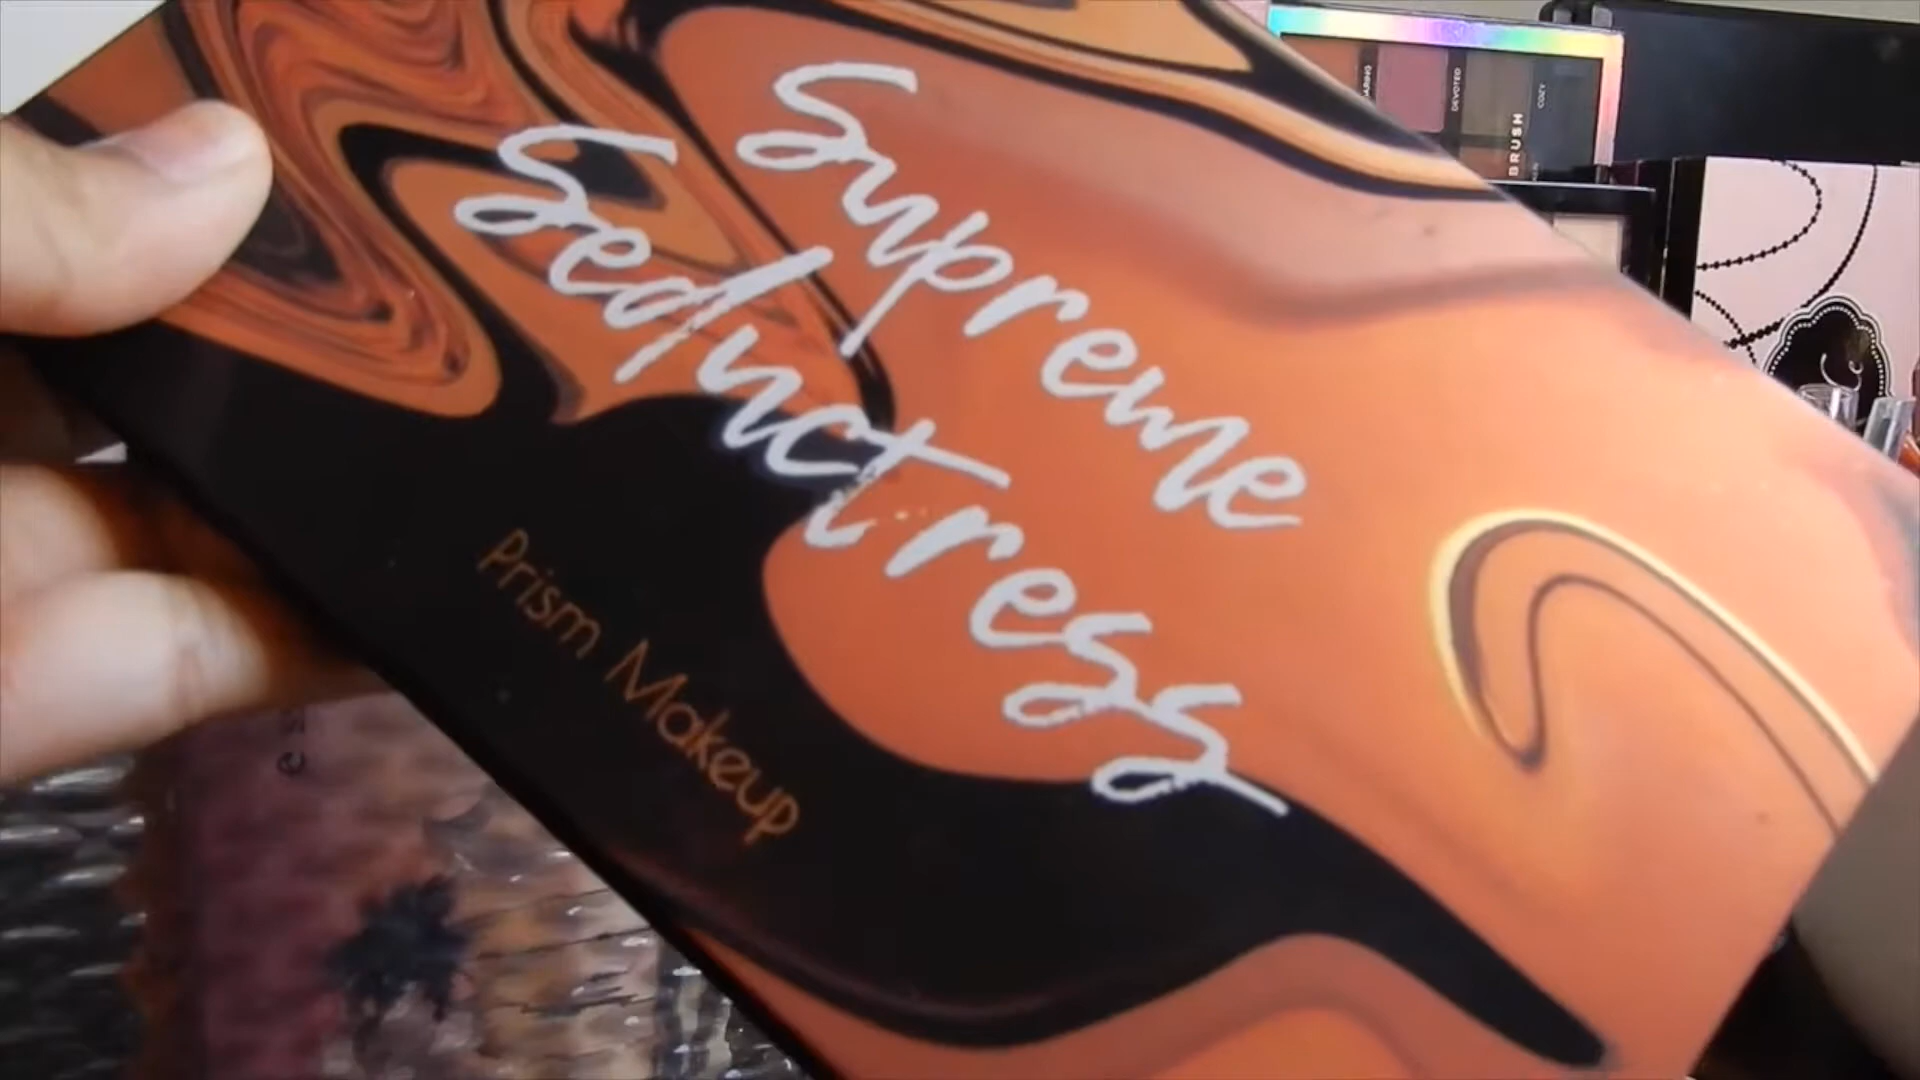 Supreme
Seductress
Prism Makeup
DEVOTED
COZY
BRUSH